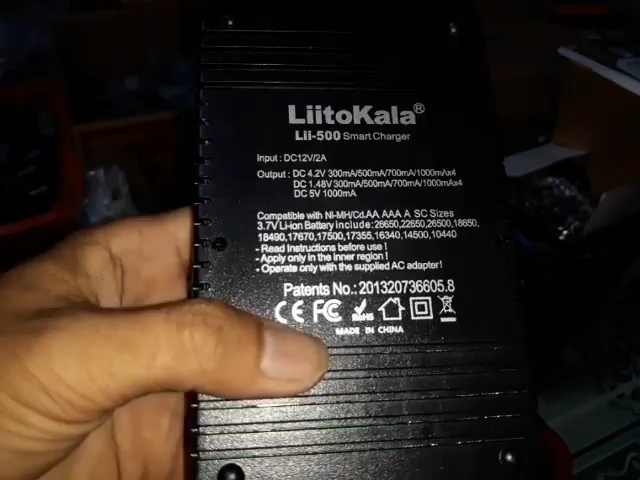 LiitoKala®
Lii-500 Smart Charger
Input : DC12V/2A
Output : DC 4.2V 300mA/500mA/700mA/1000mAx4
DC 1.48V 300mA/500mA/700mA/1000mAx4
DC 5V 1000mA
Compatible with Ni-MH/Cd.AA AAA A SC Sizes
3.7V Li-ion Battery include:26650,22650,26500,18650,
18490,17670,17500,17355,16340,14500,10440
- Read Instructions before use !
- Apply only in the inner region !
- Operate only with the supplied AC adapter!
Patents No.:201320736605.8
CE FC RoHS
MADE IN CHINA